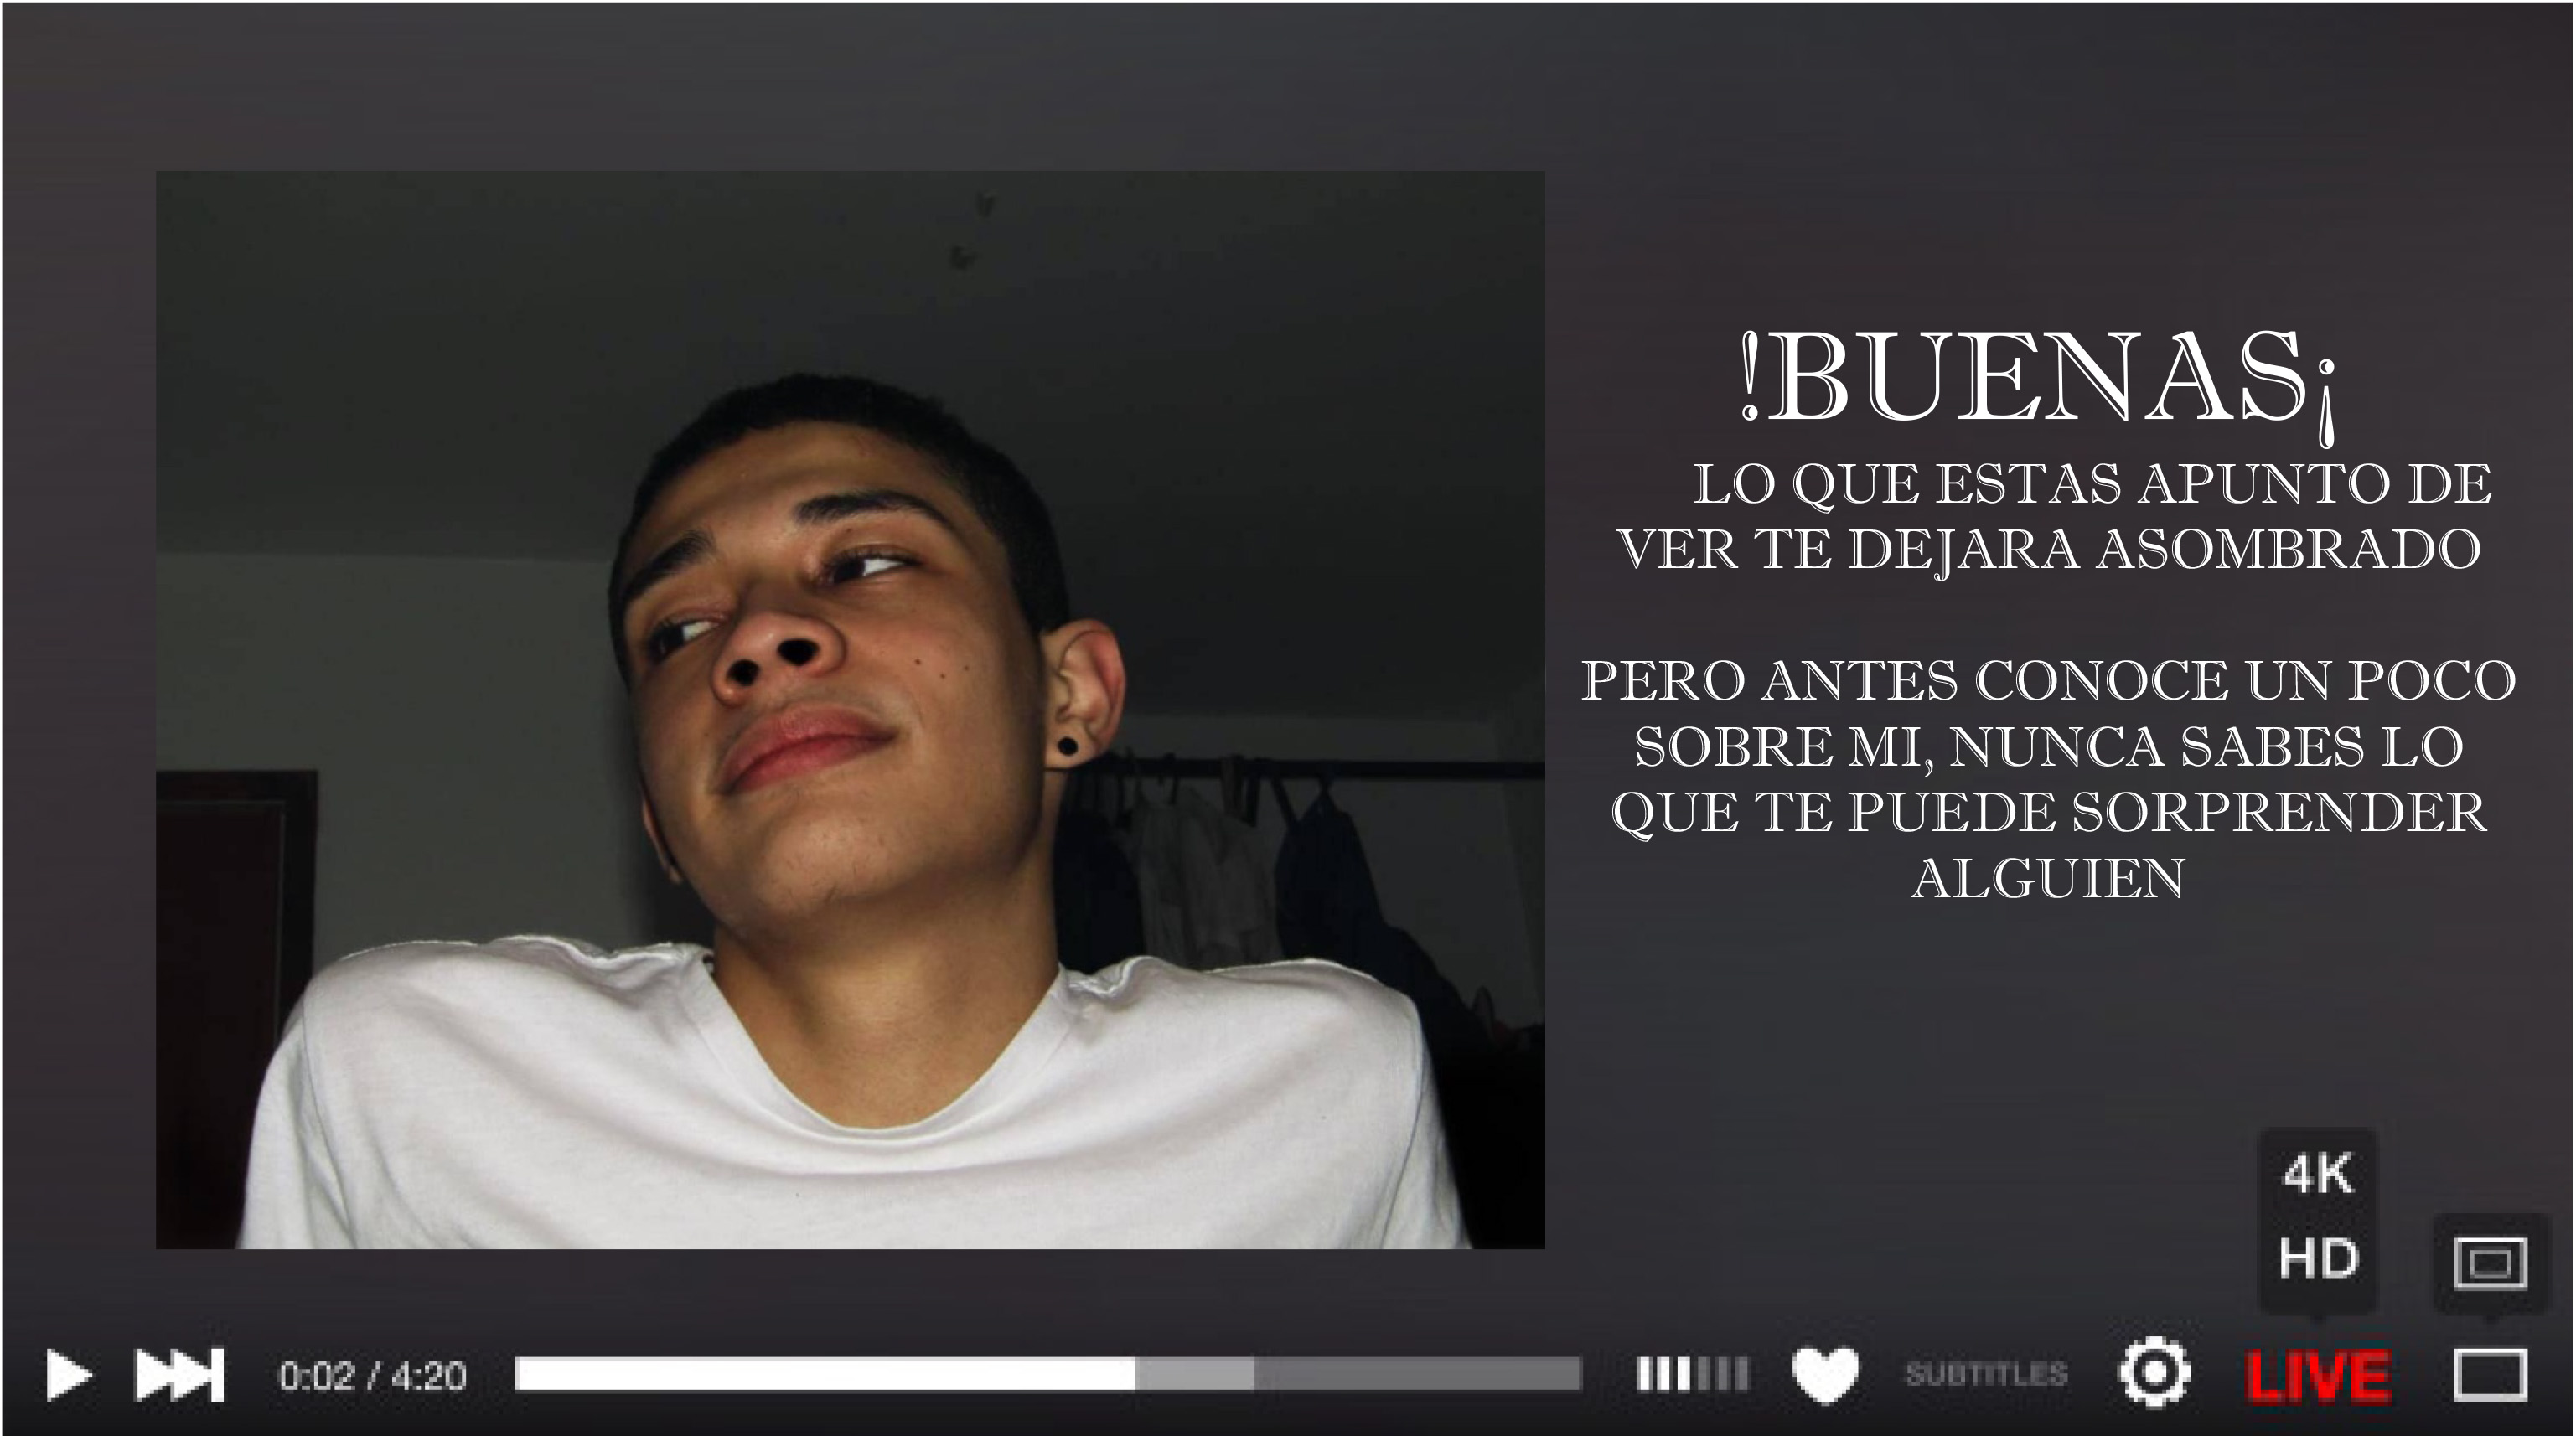 !BUENAS¡
LO QUE ESTAS APUNTO DE
VER TE DEJARA ASOMBRADO
PERO ANTES CONOCE UN POCO
SOBRE MI, NUNCA SABES LO
QUE TE PUEDE SORPRENDER
ALGUIEN
4K
HD
0:02 / 4:20
SUBTITLES
LIVE